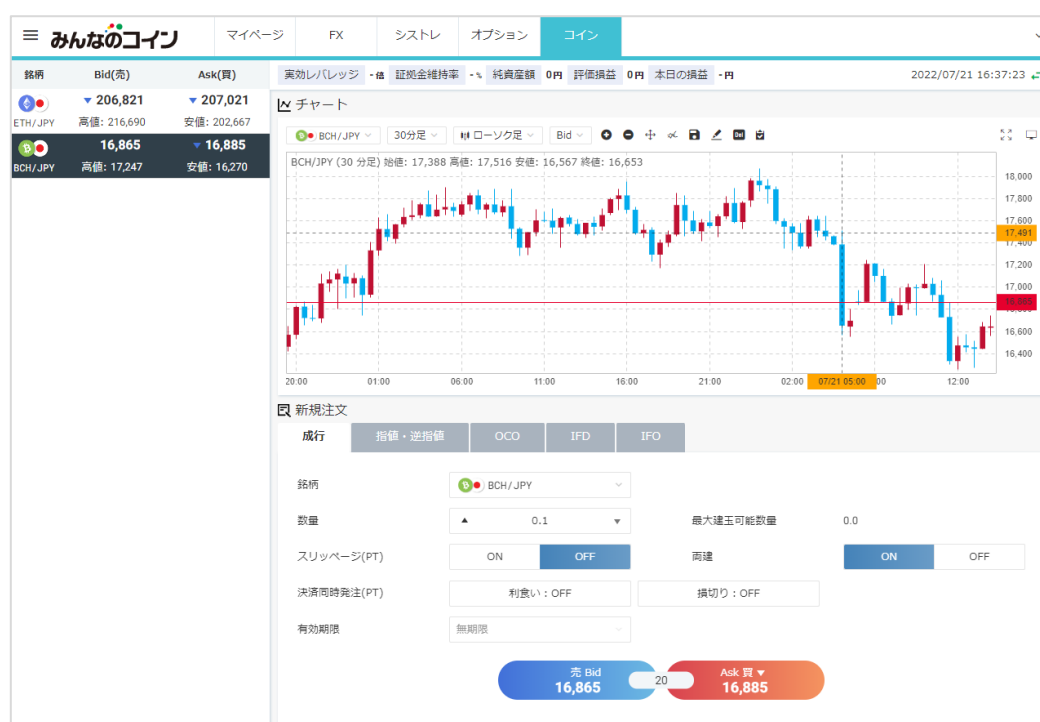 みんなのコイン マイページ FX シストレ オプション コイン
銘柄 Bid(売) Ask(買) 実効レバレッジ -倍 証拠金維持率 -% 純資産額 0円 評価損益 0円 本日の損益 -円 2022/07/21 16:37:23
ETH/JPY ▼ 206,821 ▼ 207,021
高値: 216,690 安値: 202,667
BCH/JPY 16,865 ▼ 16,885
高値: 17,247 安値: 16,270
チャート
BCH/JPY 30分足 ローソク足 Bid Del
BCH/JPY (30 分足) 始値: 17,388 高値: 17,516 安値: 16,567 終値: 16,653
18,000
17,800
17,600
17,491
17,400
17,200
17,000
16,865
16,600
16,400
20:00 01:00 06:00 11:00 16:00 21:00 02:00 07/21 05:00 12:00
新規注文
成行 指値・逆指値 OCO IFD IFO
銘柄 BCH/JPY
数量 ▲ 0.1 ▼ 最大建玉可能数量 0.0
スリッページ(PT) ON OFF 両建 ON OFF
決済同時発注(PT) 利食い:OFF 損切り:OFF
有効期限 無期限
売 Bid Ask 買 ▼
16,865 20 16,885